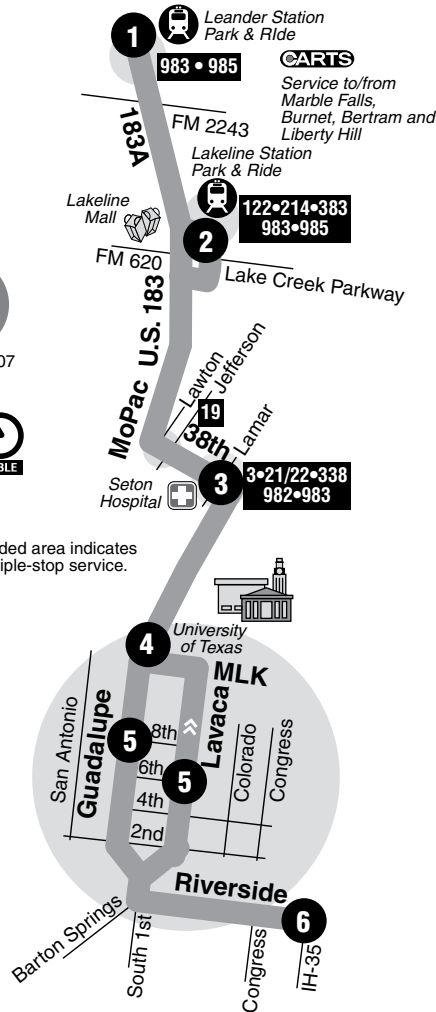 1
Leander Station
Park & RIde
983 • 985
CARTS
Service to/from
Marble Falls,
Burnet, Bertram and
Liberty Hill
183A
FM 2243
Lakeline Station
Park & Ride
Lakeline
Mall
122•214•383
983•985
2
FM 620
Lake Creek Parkway
U.S. 183
07
MoPac
Lawton
Jefferson
19
38th
Lamar
BLE
Seton
Hospital
3
3•21/22•338
982•983
ded area indicates
iple-stop service.
4
University
of Texas
MLK
San Antonio
Guadalupe
5
8th
Lavaca
Colorado
Congress
6th
5
4th
2nd
Riverside
6
Barton Springs
South 1st
Congress
IH-35